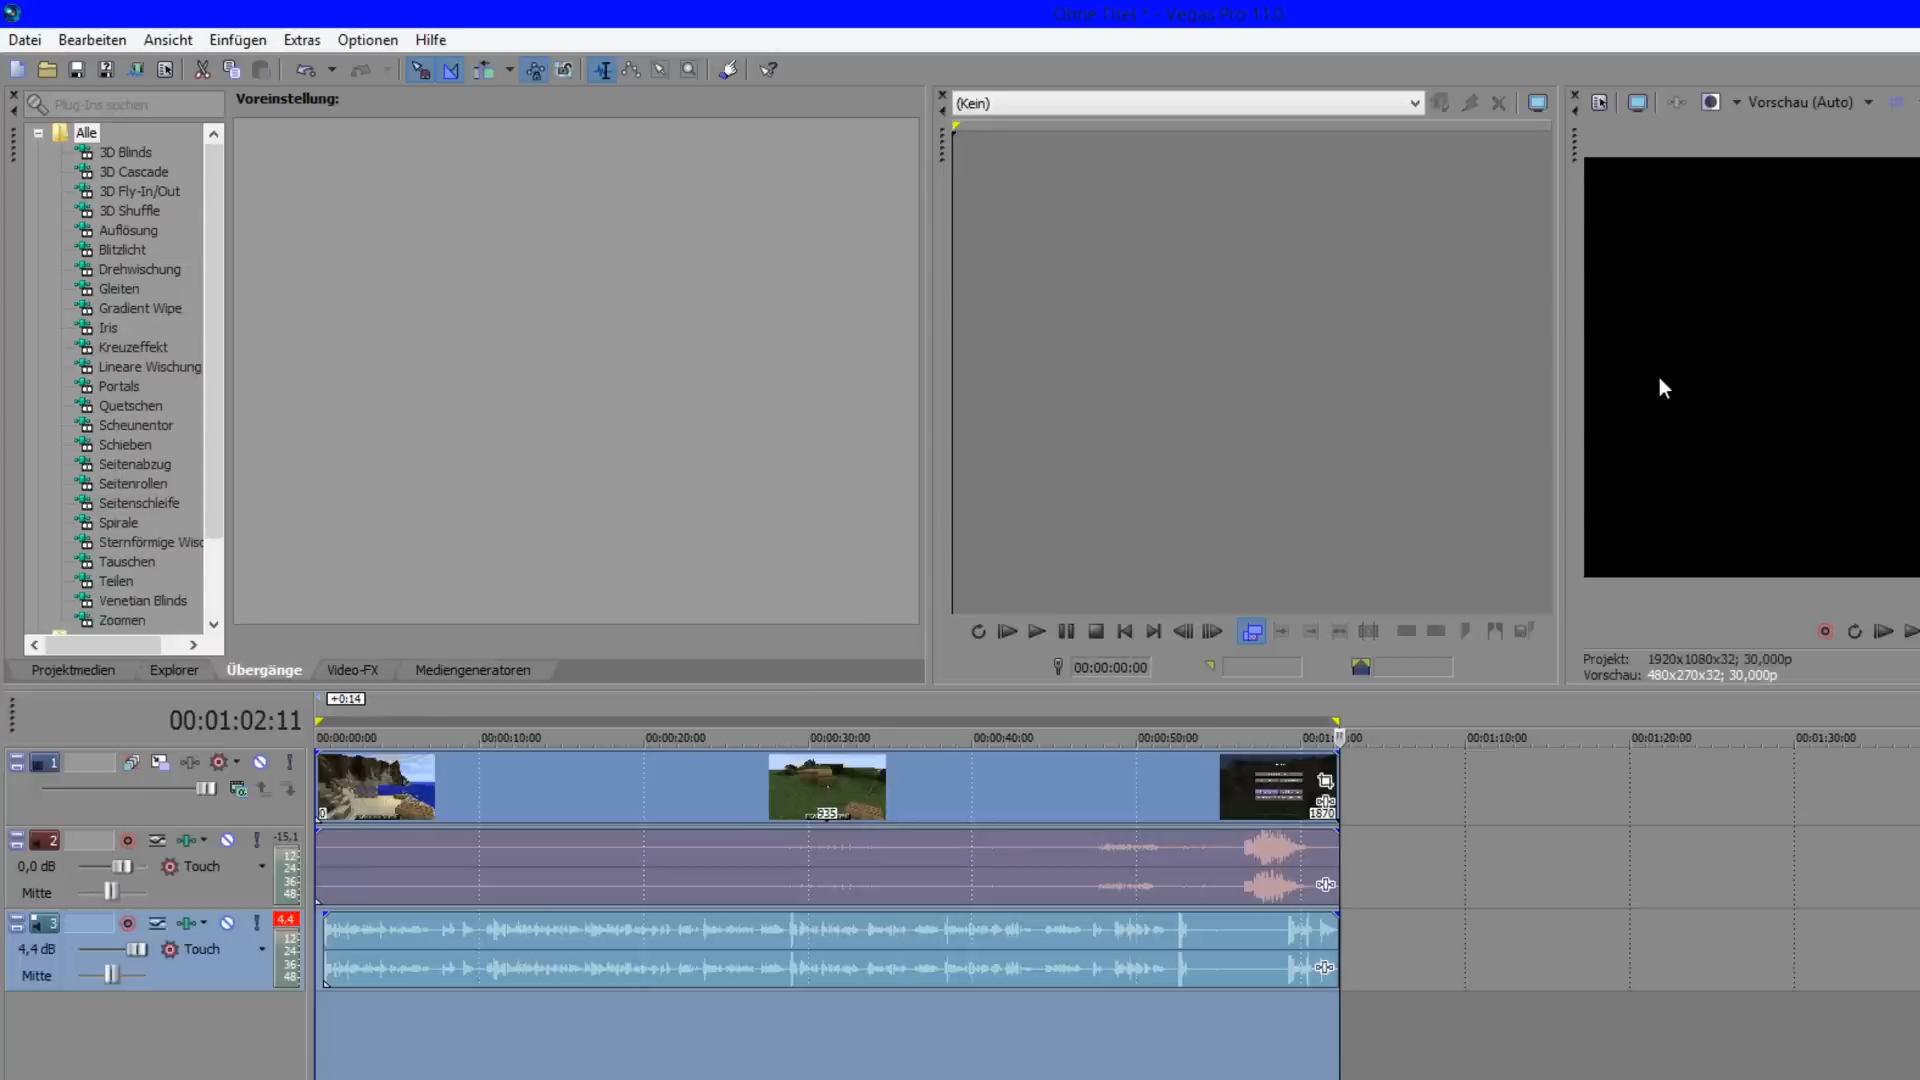 Ohne Titel * - Vegas Pro 11.0
Datei Bearbeiten Ansicht Einfügen Extras Optionen Hilfe
Plug-Ins suchen
Voreinstellung:
(Kein)
Vorschau (Auto)
Alle
3D Blinds
3D Cascade
3D Fly-In/Out
3D Shuffle
Auflösung
Blitzlicht
Drehwischung
Gleiten
Gradient Wipe
Iris
Kreuzeffekt
Lineare Wischung
Portals
Quetschen
Scheunentor
Schieben
Seitenabzug
Seitenrollen
Seitenschleife
Spirale
Sternförmige Wisc
Tauschen
Teilen
Venetian Blinds
Zoomen
Projektmedien Explorer Übergänge Video-FX Mediengeneratoren
00:00:00:00
Projekt: 1920x1080x32; 30,000p
Vorschau: 480x270x32; 30,000p
+0:14
00:01:02:11
00:00:00:00 00:00:10:00 00:00:20:00 00:00:30:00 00:00:40:00 00:00:50:00 00:01: :00 00:01:10:00 00:01:20:00 00:01:30:00
1
0 935 1870
2 -15,1
0,0 dB Touch
Mitte
12
24
36
48
3 4,4
4,4 dB Touch
Mitte
12
24
36
48